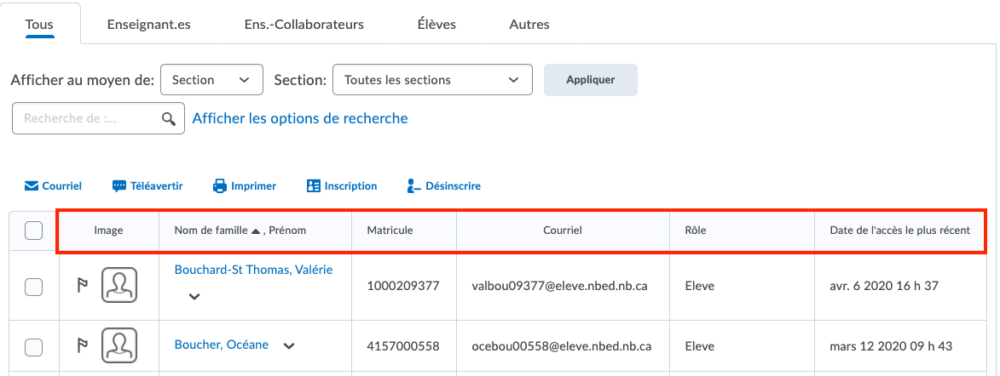 Tous Enseignant.es Ens.-Collaborateurs Élèves Autres
Afficher au moyen de: Section Section: Toutes les sections Appliquer
Recherche de :... Afficher les options de recherche
Courriel Téléavertir Imprimer Inscription Désinscrire
Image Nom de famille , Prénom Matricule Courriel Rôle Date de l'accès le plus récent
Bouchard-St Thomas, Valérie 1000209377 valbou09377@eleve.nbed.nb.ca Eleve avr. 6 2020 16 h 37
Boucher, Océane 4157000558 ocebou00558@eleve.nbed.nb.ca Eleve mars 12 2020 09 h 43